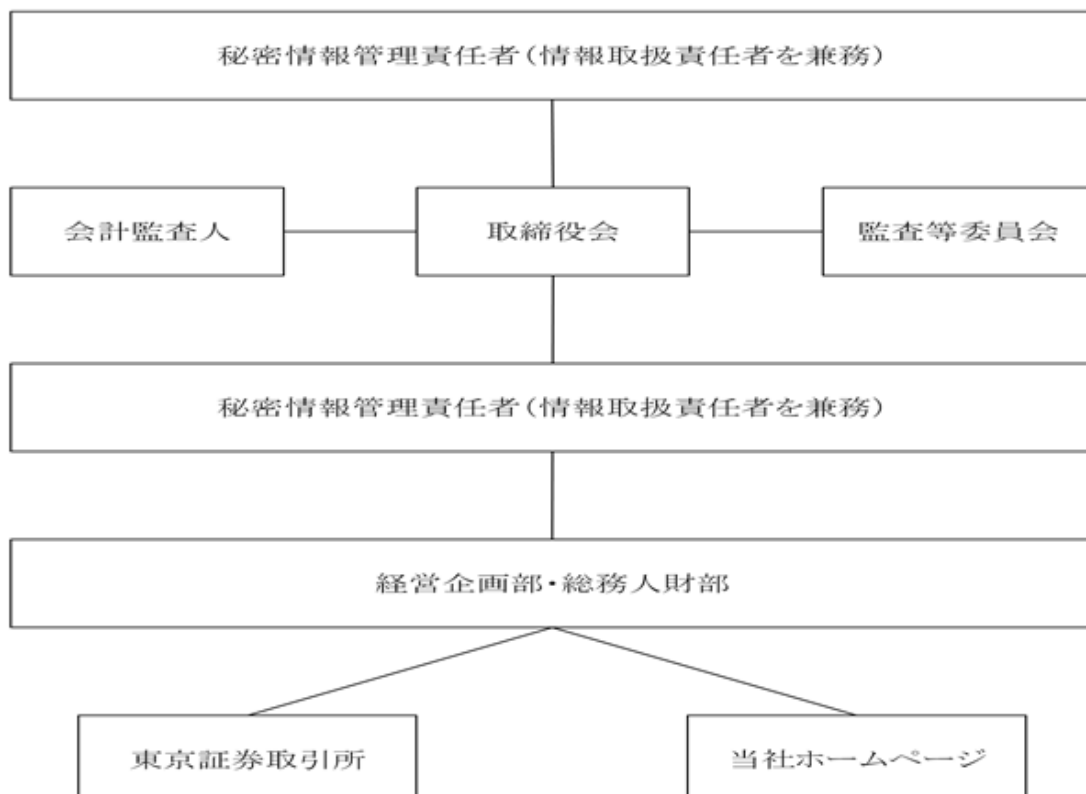 秘密情報管理責任者(情報取扱責任者を兼務)
会計監査人
取締役会
監査等委員会
秘密情報管理責任者(情報取扱責任者を兼務)
経営企画部・総務人財部
東京証券取引所
当社ホームページ